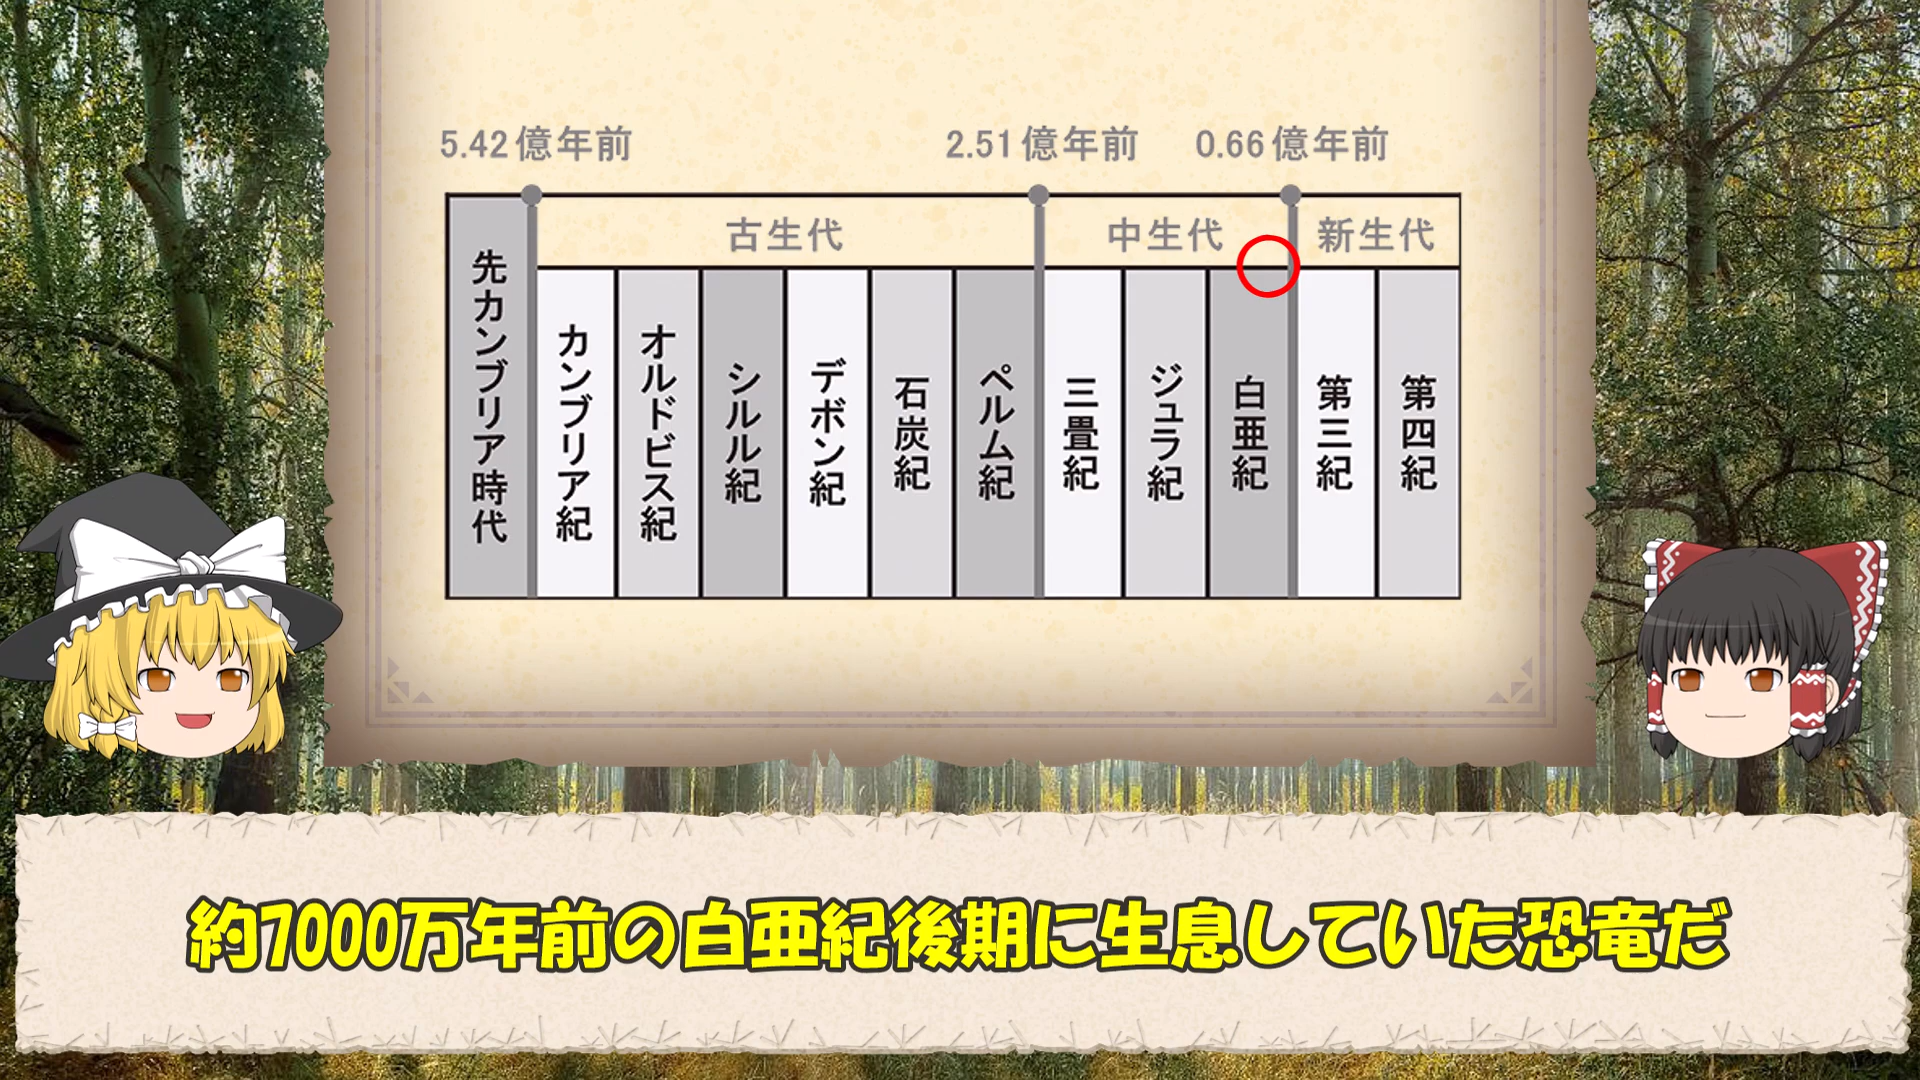 5.42億年前
2.51億年前
0.66億年前
古生代
中生代
新生代
先カンブリア時代
カンブリア紀
オルドビス紀
シルル紀
デボン紀
石炭紀
ペルム紀
三畳紀
ジュラ紀
白亜紀
第三紀
第四紀
約7000万年前の白亜紀後期に生息していた恐竜だ